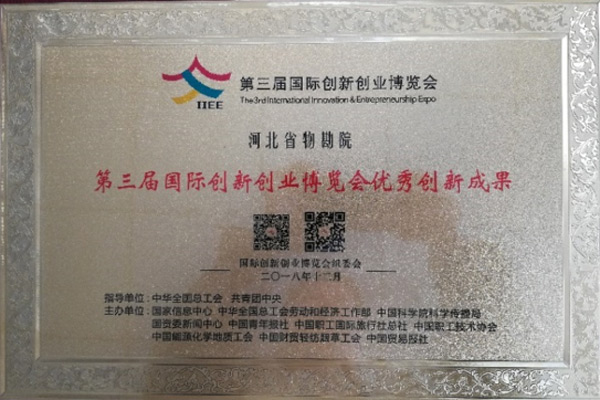 IIEE
第三届国际创新创业博览会
The 3rd International Innovation & Entrepreneurship Expo
河北省物勘院
第三届国际创新创业博览会优秀创新成果
国际创新创业博览会组委会
二〇一八年十二月
指导单位：中华全国总工会 共青团中央
主办单位：国家信息中心 中华全国总工会劳动和经济工作部 中国科学院科学传播局
国资委新闻中心 中国青年报社 中国职工国际旅行社总社 中国职工技术协会
中国能源化学地质工会 中国财贸轻纺烟草工会 中国贸易报社